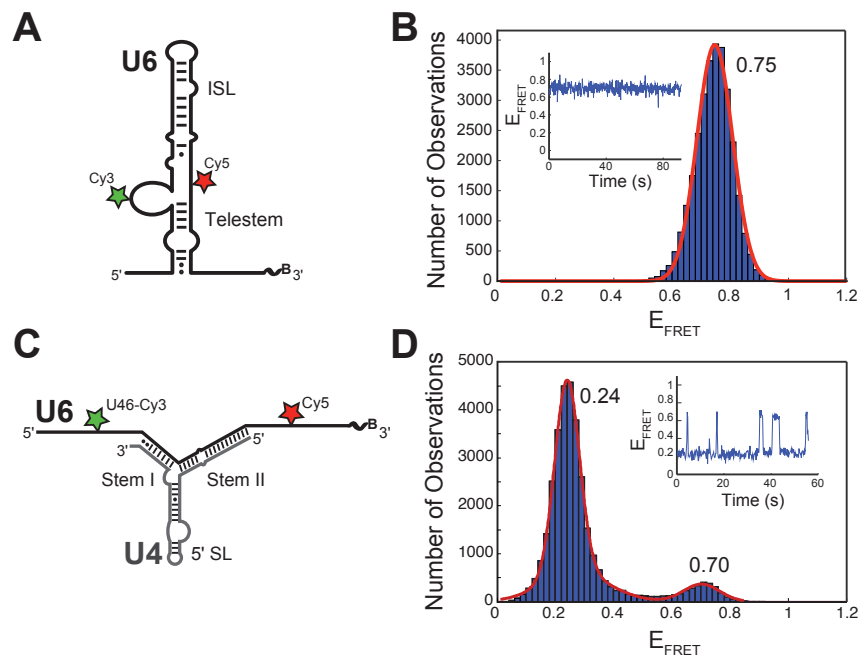 A
U6
ISL
Cy3
Cy5
Telestem
5'
B 3'
B
Number of Observations
4000
3500
3000
2500
2000
1500
1000
500
0
0 0.2 0.4 0.6 0.8 1 1.2
E_FRET
0.75
E_FRET
1
0.8
0.6
0.4
0.2
0
0 40 80
Time (s)
C
U6
U46-Cy3
Cy5
5'
3'
5'
B 3'
Stem I
Stem II
U4
5' SL
D
Number of Observations
5000
4000
3000
2000
1000
0
0 0.2 0.4 0.6 0.8 1 1.2
E_FRET
0.24
0.70
E_FRET
1
0.8
0.6
0.4
0.2
0
0 20 40 60
Time (s)